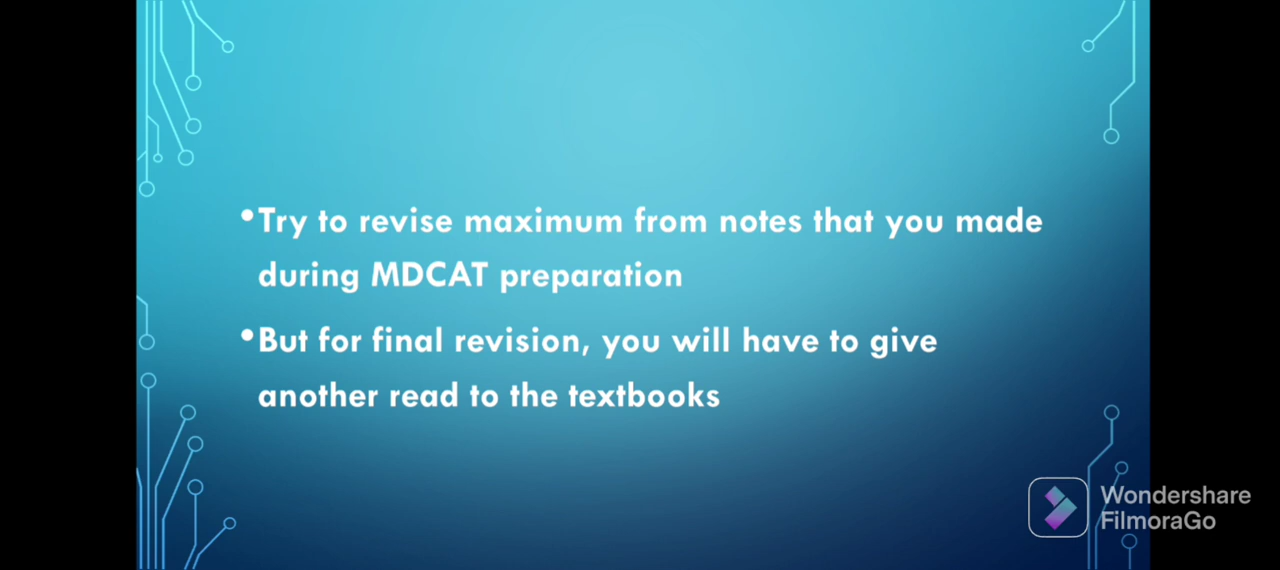 •Try to revise maximum from notes that you made
during MDCAT preparation
•But for final revision, you will have to give
another read to the textbooks
Wondershare
FilmoraGo